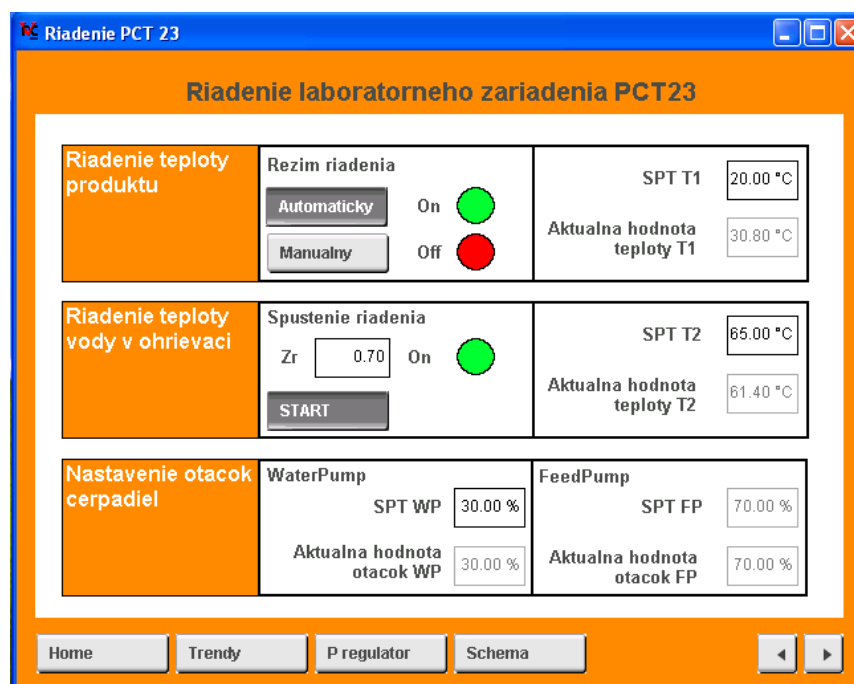 Riadenie PCT 23
Riadenie laboratorneho zariadenia PCT23
Riadenie teploty
produktu
Rezim riadenia
Automaticky On
Manualny Off
SPT T1 20.00 °C
Aktualna hodnota
teploty T1 30.80 °C
Riadenie teploty
vody v ohrievaci
Spustenie riadenia
Zr 0.70 On
START
SPT T2 65.00 °C
Aktualna hodnota
teploty T2 61.40 °C
Nastavenie otacok
cerpadiel
WaterPump
SPT WP 30.00 %
Aktualna hodnota
otacok WP 30.00 %
FeedPump
SPT FP 70.00 %
Aktualna hodnota
otacok FP 70.00 %
Home Trendy P regulator Schema